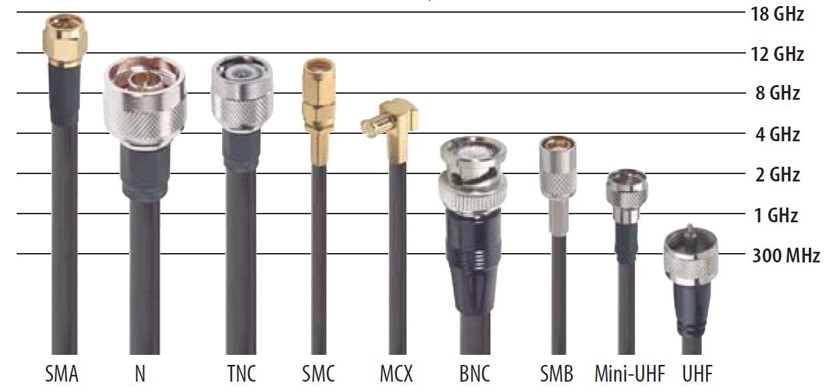 18 GHz
12 GHz
8 GHz
4 GHz
2 GHz
1 GHz
300 MHz
SMA N TNC SMC MCX BNC SMB Mini-UHF UHF